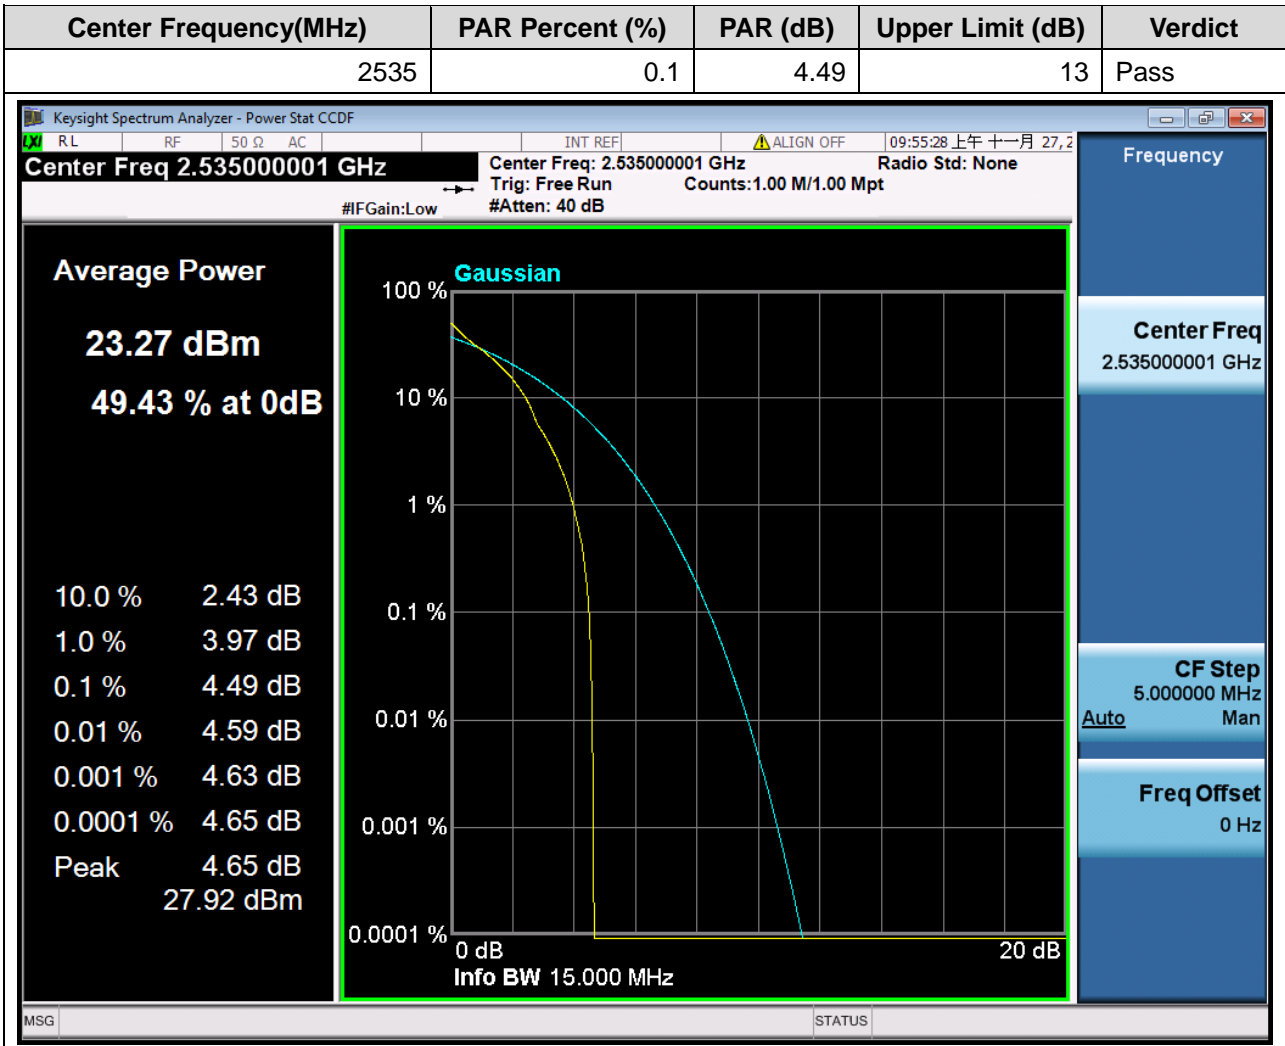 Center Frequency(MHz) PAR Percent (%) PAR (dB) Upper Limit (dB) Verdict
2535 0.1 4.49 13 Pass
Keysight Spectrum Analyzer - Power Stat CCDF
LXI RL RF 50 Ω AC INT REF ALIGN OFF 09:55:28 上午 十一月 27, 2
Center Freq 2.535000001 GHz
#IFGain:Low
Center Freq: 2.535000001 GHz Radio Std: None
Trig: Free Run Counts:1.00 M/1.00 Mpt
#Atten: 40 dB
Average Power
23.27 dBm
49.43 % at 0dB
10.0 % 2.43 dB
1.0 % 3.97 dB
0.1 % 4.49 dB
0.01 % 4.59 dB
0.001 % 4.63 dB
0.0001 % 4.65 dB
Peak 4.65 dB
27.92 dBm
Gaussian
100 %
10 %
1 %
0.1 %
0.01 %
0.001 %
0.0001 %
0 dB 20 dB
Info BW 15.000 MHz
Frequency
Center Freq
2.535000001 GHz
CF Step
5.000000 MHz
Auto Man
Freq Offset
0 Hz
MSG STATUS